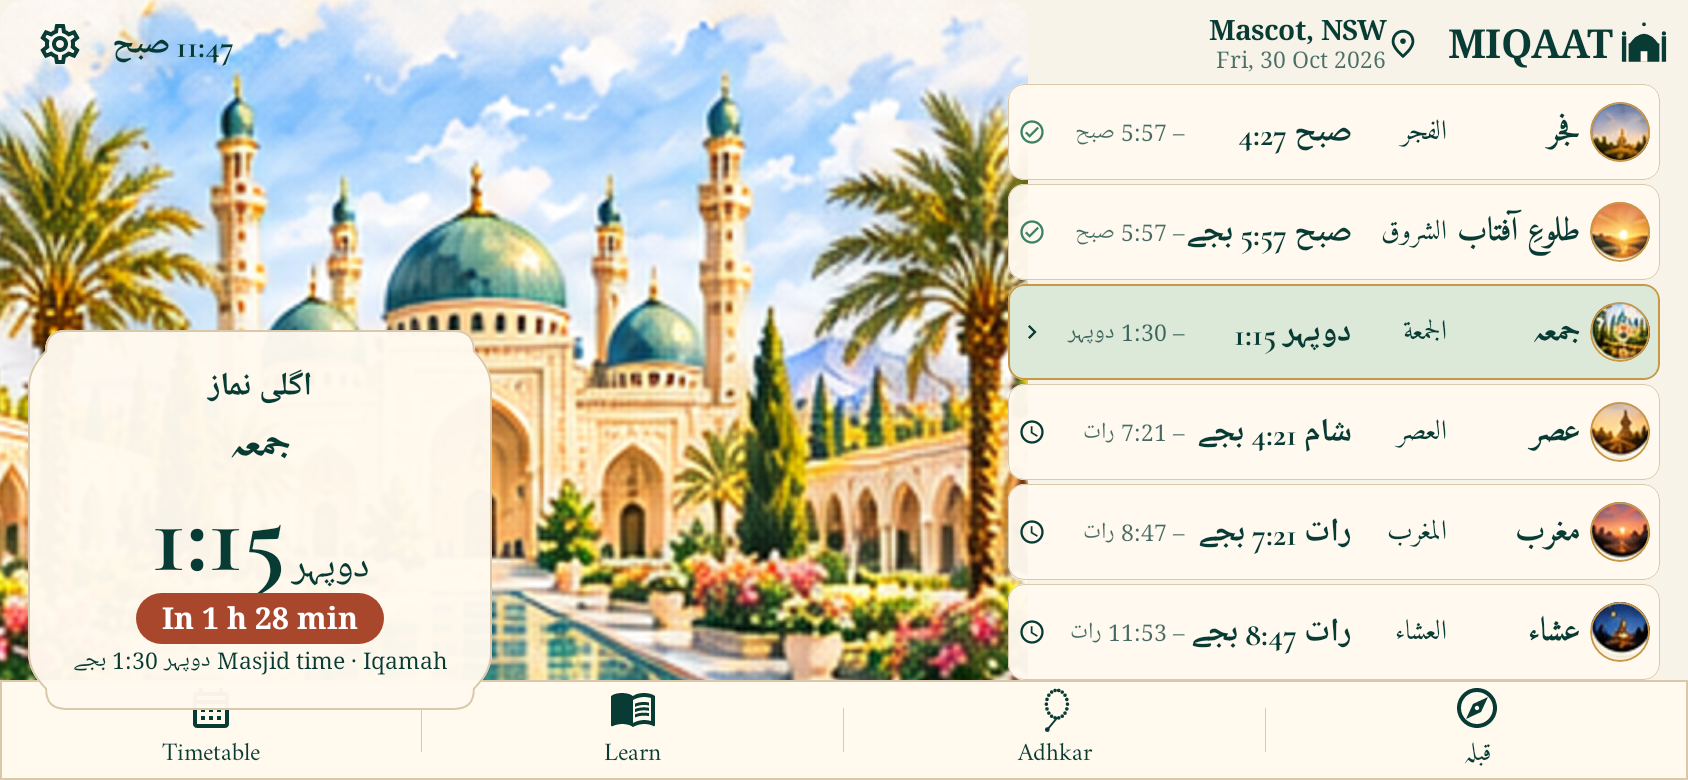 MIQAAT
Mascot, NSW
Fri, 30 Oct 2026
11:47 صبح
فجر الفجر صبح 4:27 – 5:57 صبح
طلوعِ آفتاب الشروق صبح 5:57 بجے – 5:57 صبح
جمعہ الجمعة دوپہر 1:15 – 1:30 دوپہر
عصر العصر شام 4:21 بجے – 7:21 رات
مغرب المغرب رات 7:21 بجے – 8:47 رات
عشاء العشاء رات 8:47 بجے – 11:53 رات
اگلی نماز
جمعہ
1:15 دوپہر
In 1 h 28 min
دوپہر 1:30 بجے Masjid time · Iqamah
Timetable
Learn
Adhkar
قبلہ